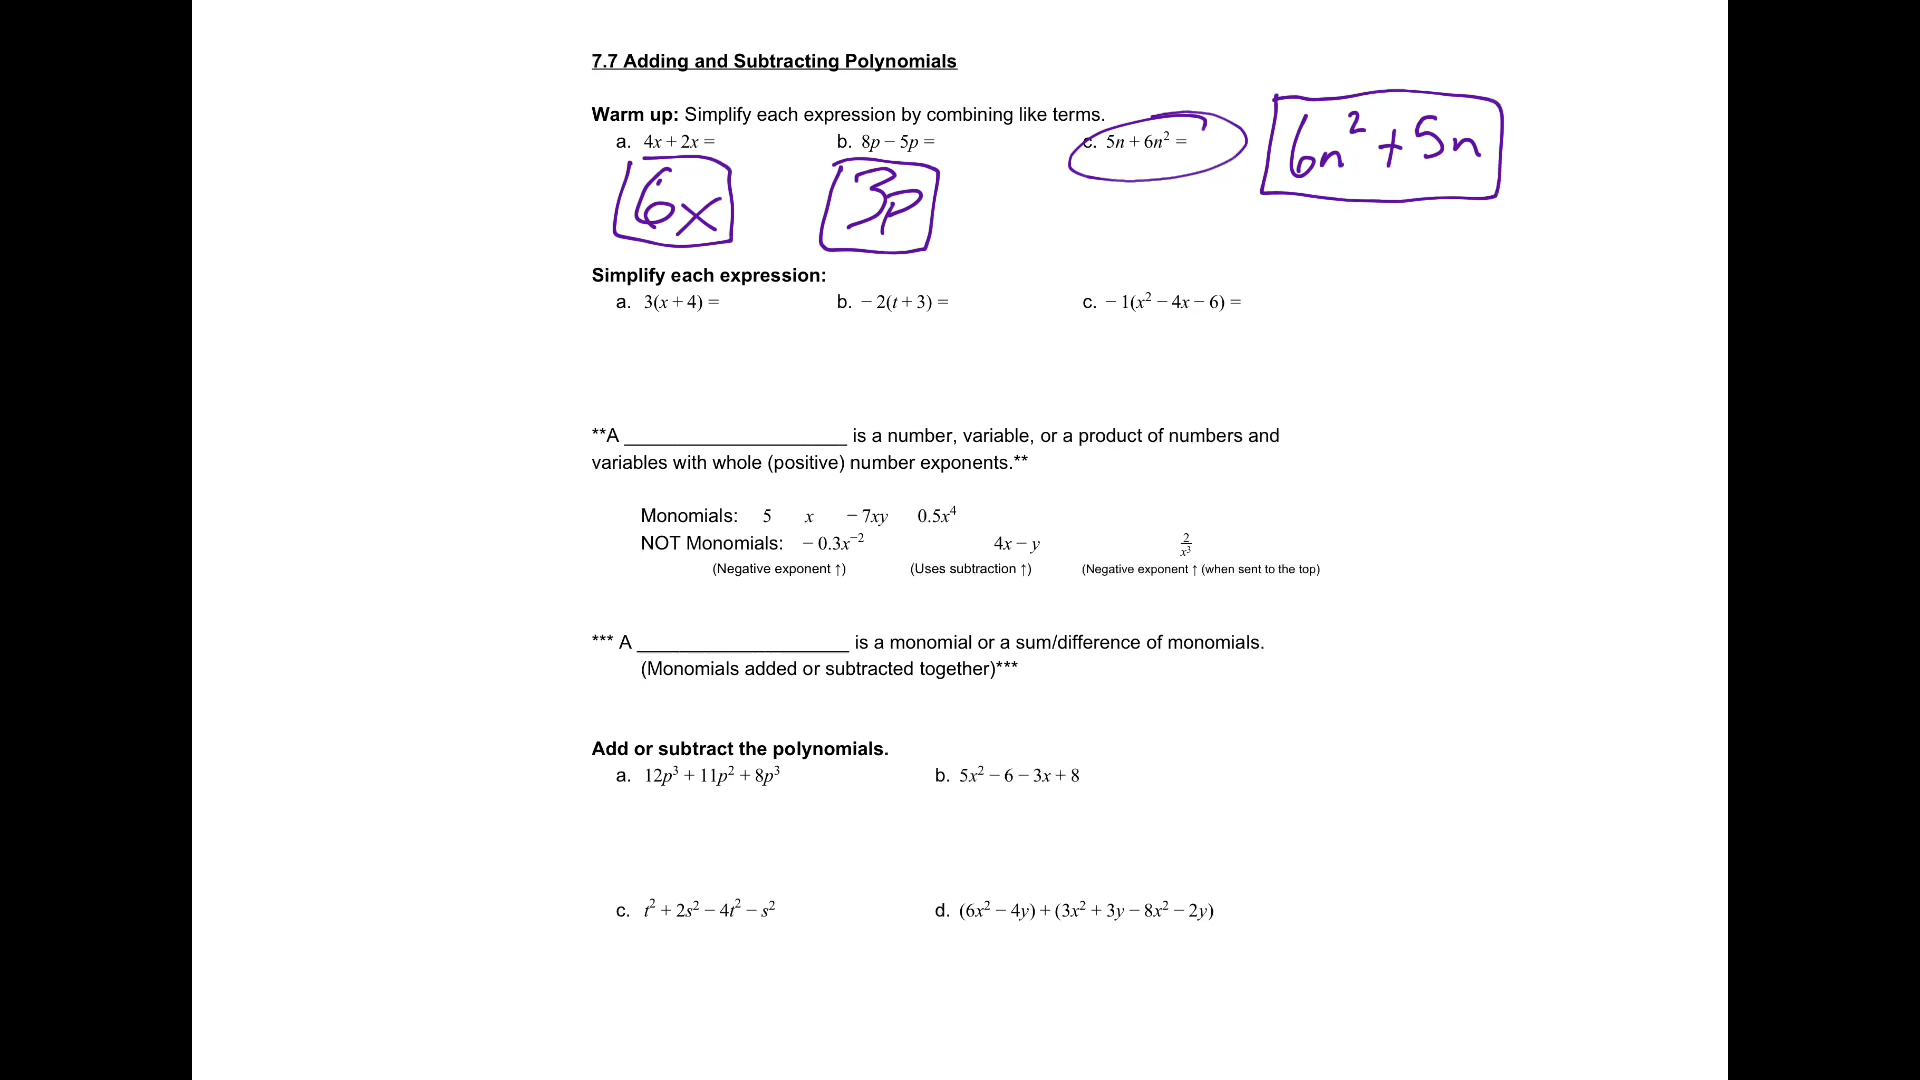 7.7 Adding and Subtracting Polynomials
Warm up: Simplify each expression by combining like terms.
a. 4x + 2x = b. 8p − 5p = c. 5n + 6n² = 6n² + 5n
6x 3p
Simplify each expression:
a. 3(x + 4) = b. − 2(t + 3) = c. − 1(x² − 4x − 6) =
**A _____________________ is a number, variable, or a product of numbers and
variables with whole (positive) number exponents.**
Monomials: 5 x − 7xy 0.5x⁴
NOT Monomials: − 0.3x⁻² 4x − y 2/x³
(Negative exponent ↑) (Uses subtraction ↑) (Negative exponent ↑ (when sent to the top)
*** A ____________________ is a monomial or a sum/difference of monomials.
(Monomials added or subtracted together)***
Add or subtract the polynomials.
a. 12p³ + 11p² + 8p³ b. 5x² − 6 − 3x + 8
c. t² + 2s² − 4t² − s² d. (6x² − 4y) + (3x² + 3y − 8x² − 2y)